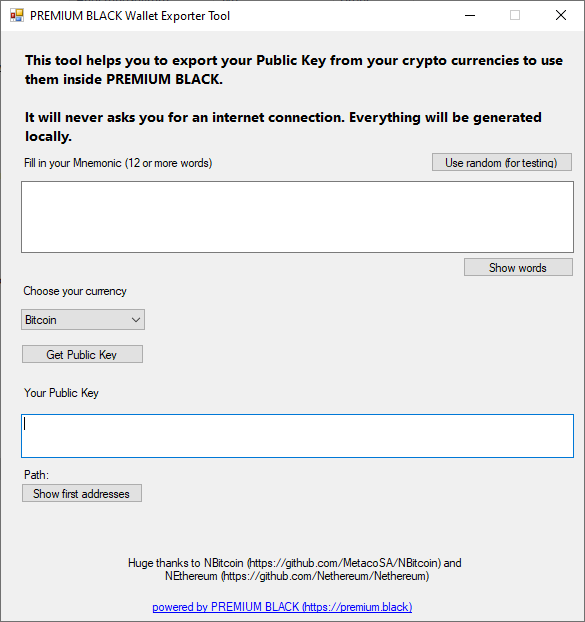 PREMIUM BLACK Wallet Exporter Tool
This tool helps you to export your Public Key from your crypto currencies to use
them inside PREMIUM BLACK.
It will never asks you for an internet connection. Everything will be generated
locally.
Fill in your Mnemonic (12 or more words)
Use random (for testing)
Show words
Choose your currency
Bitcoin
Get Public Key
Your Public Key
Path:
Show first addresses
Huge thanks to NBitcoin (https://github.com/MetacoSA/NBitcoin) and
NEthereum (https://github.com/Nethereum/Nethereum)
powered by PREMIUM BLACK (https://premium.black)